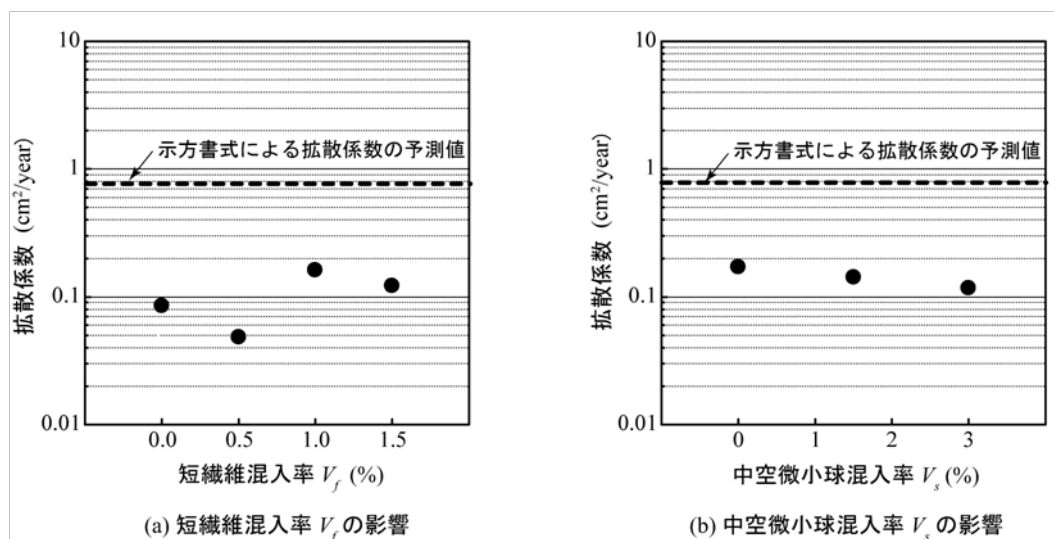 10
1
0.1
0.01
拡散係数 (cm²/year)
示方書式による拡散係数の予測値
0.0 0.5 1.0 1.5
短繊維混入率 V_f (%)
(a) 短繊維混入率 V_f の影響
10
1
0.1
0.01
拡散係数 (cm²/year)
示方書式による拡散係数の予測値
0 1 2 3
中空微小球混入率 V_s (%)
(b) 中空微小球混入率 V_s の影響